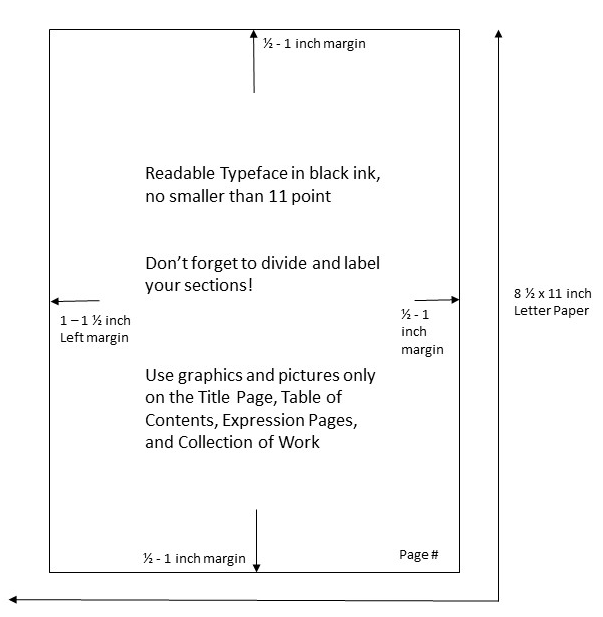 ½ - 1 inch margin
Readable Typeface in black ink,
no smaller than 11 point
Don’t forget to divide and label
your sections!
1 – 1 ½ inch
Left margin
½ - 1
inch
margin
8 ½ x 11 inch
Letter Paper
Use graphics and pictures only
on the Title Page, Table of
Contents, Expression Pages,
and Collection of Work
½ - 1 inch margin
Page #